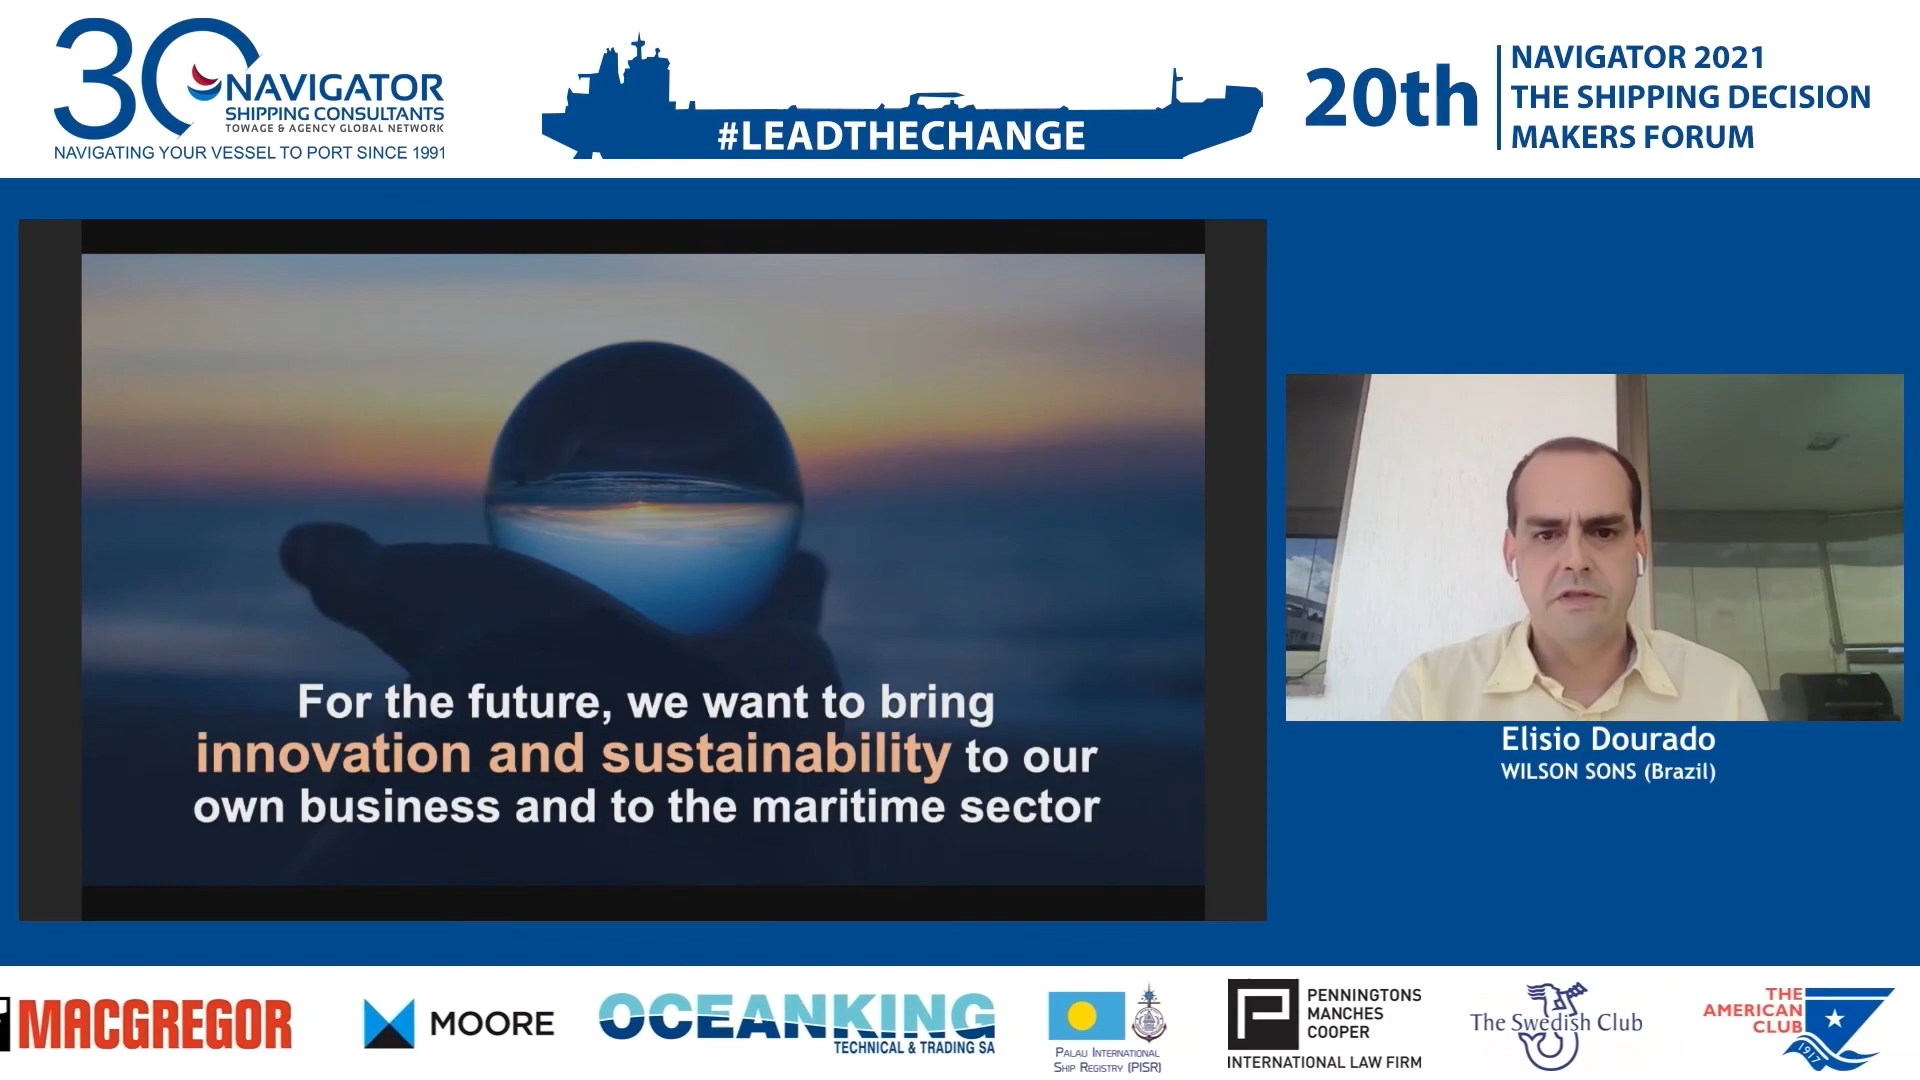 30
NAVIGATOR
SHIPPING CONSULTANTS
TOWAGE & AGENCY GLOBAL NETWORK
NAVIGATING YOUR VESSEL TO PORT SINCE 1991
#LEADTHECHANGE
20th
NAVIGATOR 2021
THE SHIPPING DECISION
MAKERS FORUM
For the future, we want to bring
innovation and sustainability to our
own business and to the maritime sector
Elisio Dourado
WILSON SONS (Brazil)
MACGREGOR
MOORE
OCEANKING
TECHNICAL & TRADING SA
PALAU INTERNATIONAL
SHIP REGISTRY (PISR)
PENNINGTONS
MANCHES
COOPER
INTERNATIONAL LAW FIRM
The Swedish Club
THE
AMERICAN
CLUB
1917